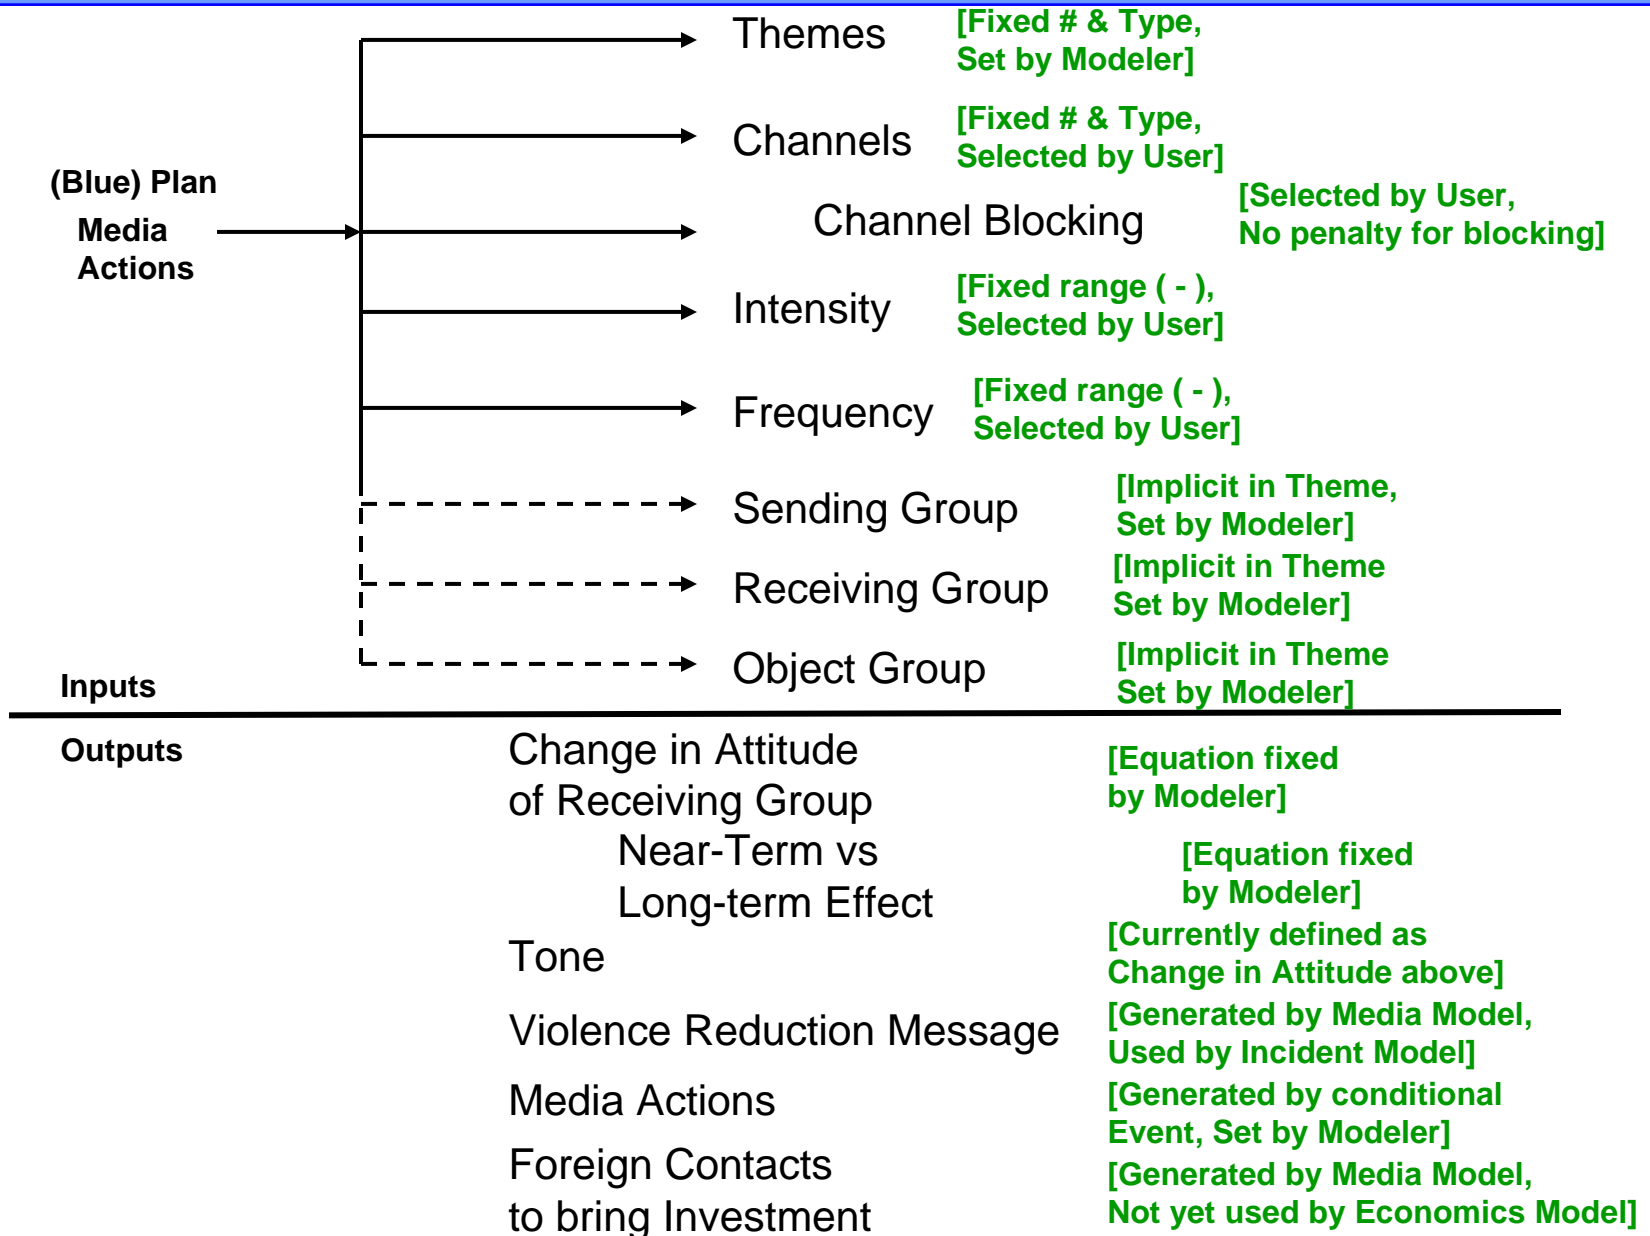 Themes
[Fixed # & Type,
Set by Modeler]
Channels
[Fixed # & Type,
Selected by User]
(Blue) Plan
Media
Actions
Channel Blocking
[Selected by User,
No penalty for blocking]
Intensity
[Fixed range ( - ),
Selected by User]
Frequency
[Fixed range ( - ),
Selected by User]
Sending Group
[Implicit in Theme,
Set by Modeler]
Receiving Group
[Implicit in Theme
Set by Modeler]
Object Group
[Implicit in Theme
Set by Modeler]
Inputs
Outputs
Change in Attitude
of Receiving Group
[Equation fixed
by Modeler]
Near-Term vs
Long-term Effect
[Equation fixed
by Modeler]
Tone
[Currently defined as
Change in Attitude above]
Violence Reduction Message
[Generated by Media Model,
Used by Incident Model]
Media Actions
[Generated by conditional
Event, Set by Modeler]
Foreign Contacts
to bring Investment
[Generated by Media Model,
Not yet used by Economics Model]